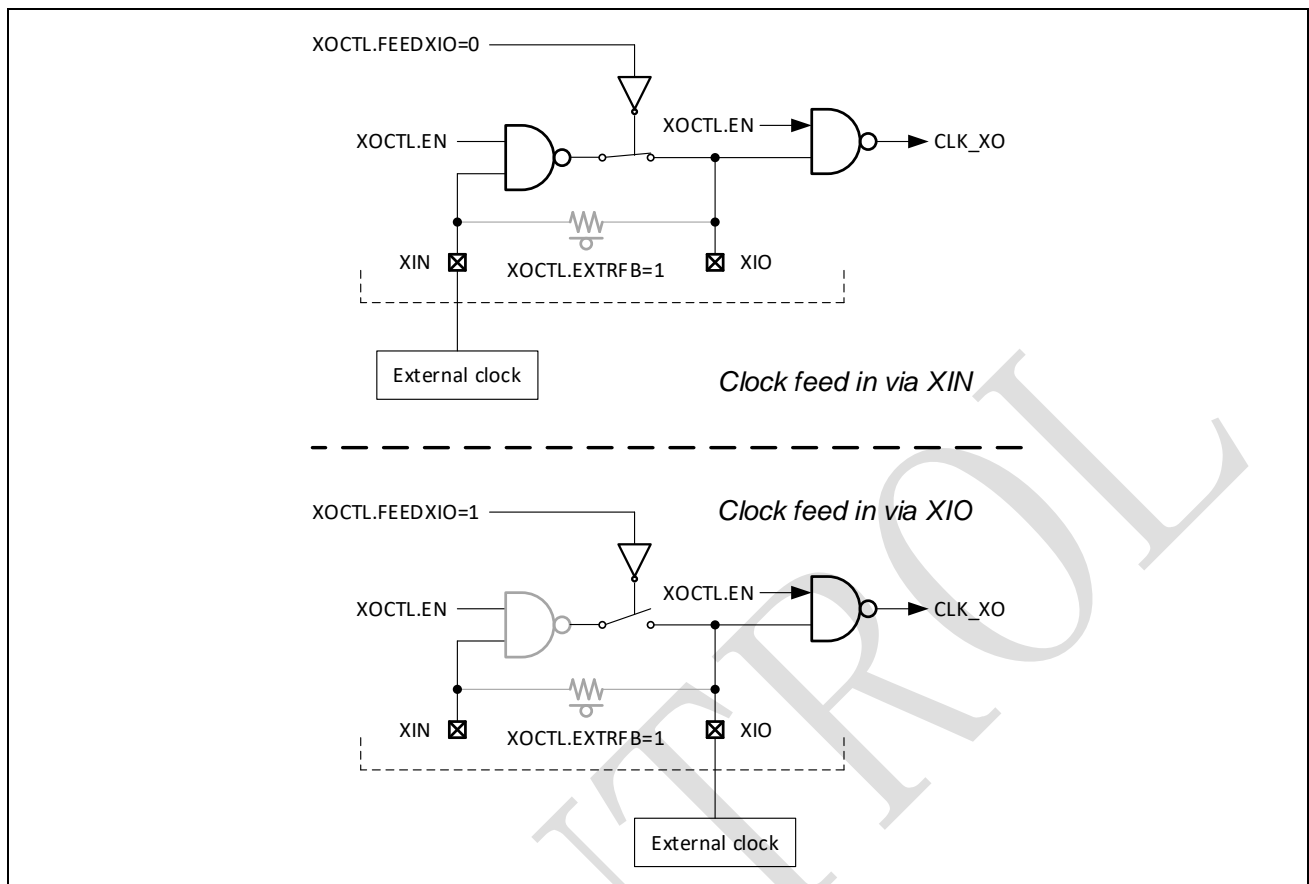 XOCTL.FEEDXIO=0
XOCTL.EN
XOCTL.EN
CLK_XO
XIN
XOCTL.EXTRFB=1
XIO
External clock
Clock feed in via XIN
XOCTL.FEEDXIO=1
Clock feed in via XIO
XOCTL.EN
XOCTL.EN
CLK_XO
XIN
XOCTL.EXTRFB=1
XIO
External clock
NTROL